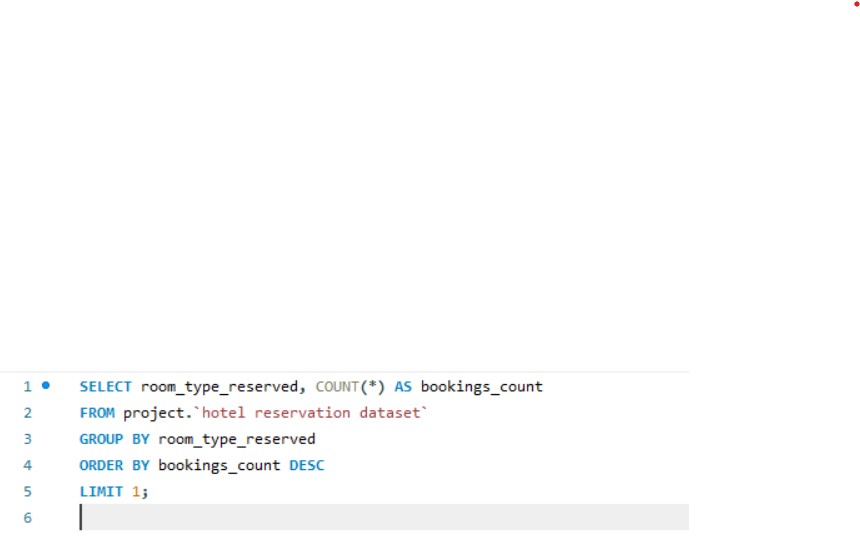 1 SELECT room_type_reserved, COUNT(*) AS bookings_count
2 FROM project.`hotel reservation dataset`
3 GROUP BY room_type_reserved
4 ORDER BY bookings_count DESC
5 LIMIT 1;
6